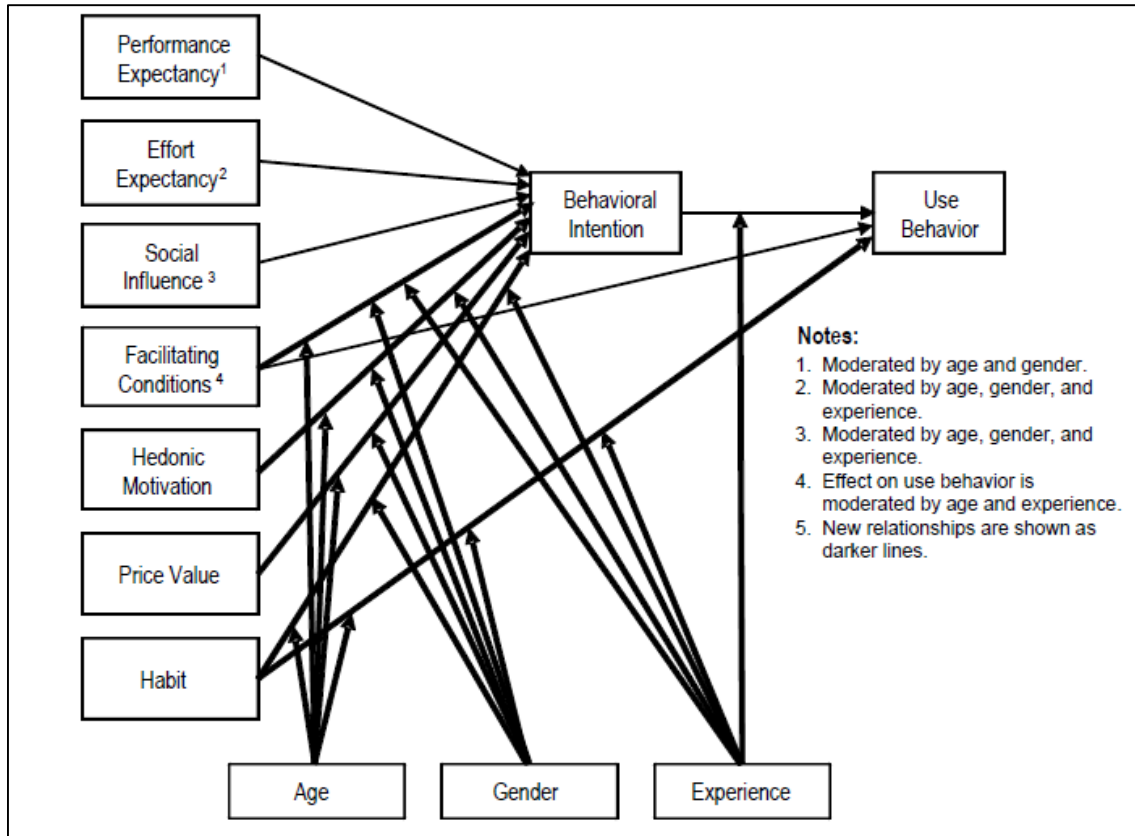 Performance
Expectancy1
Effort
Expectancy2
Social
Influence 3
Facilitating
Conditions 4
Hedonic
Motivation
Price Value
Habit
Behavioral
Intention
Use
Behavior
Notes:
1. Moderated by age and gender.
2. Moderated by age, gender, and
experience.
3. Moderated by age, gender, and
experience.
4. Effect on use behavior is
moderated by age and experience.
5. New relationships are shown as
darker lines.
Age
Gender
Experience